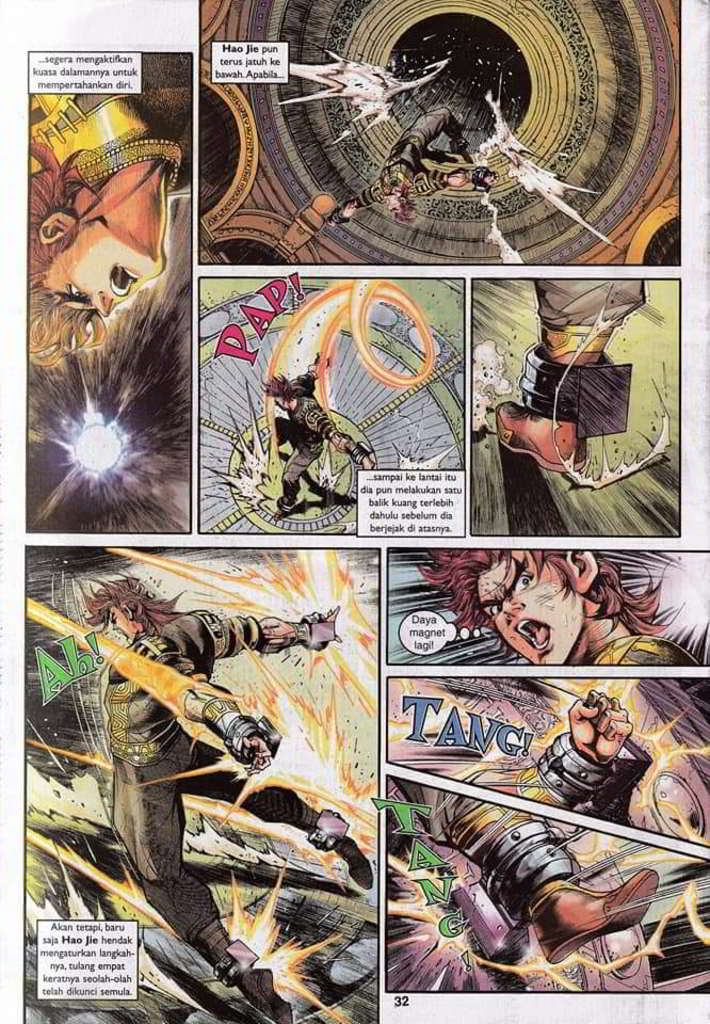 ...segera mengaktifkan
kuasa dalamannya untuk
mempertahankan diri.
Hao Jie pun
terus jatuh ke
bawah. Apabila...
PAP!
...sampai ke lantai itu
dia pun melakukan satu
balik kuang terlebih
dahulu sebelum dia
berjejak di atasnya.
AH!
Akan tetapi, baru
saja Hao Jie hendak
mengaturkan langkah-
nya, tulang empat
keratnya seolah-olah
telah dikunci semula.
Daya
magnet
lagi!
TANG!
TANG!
32